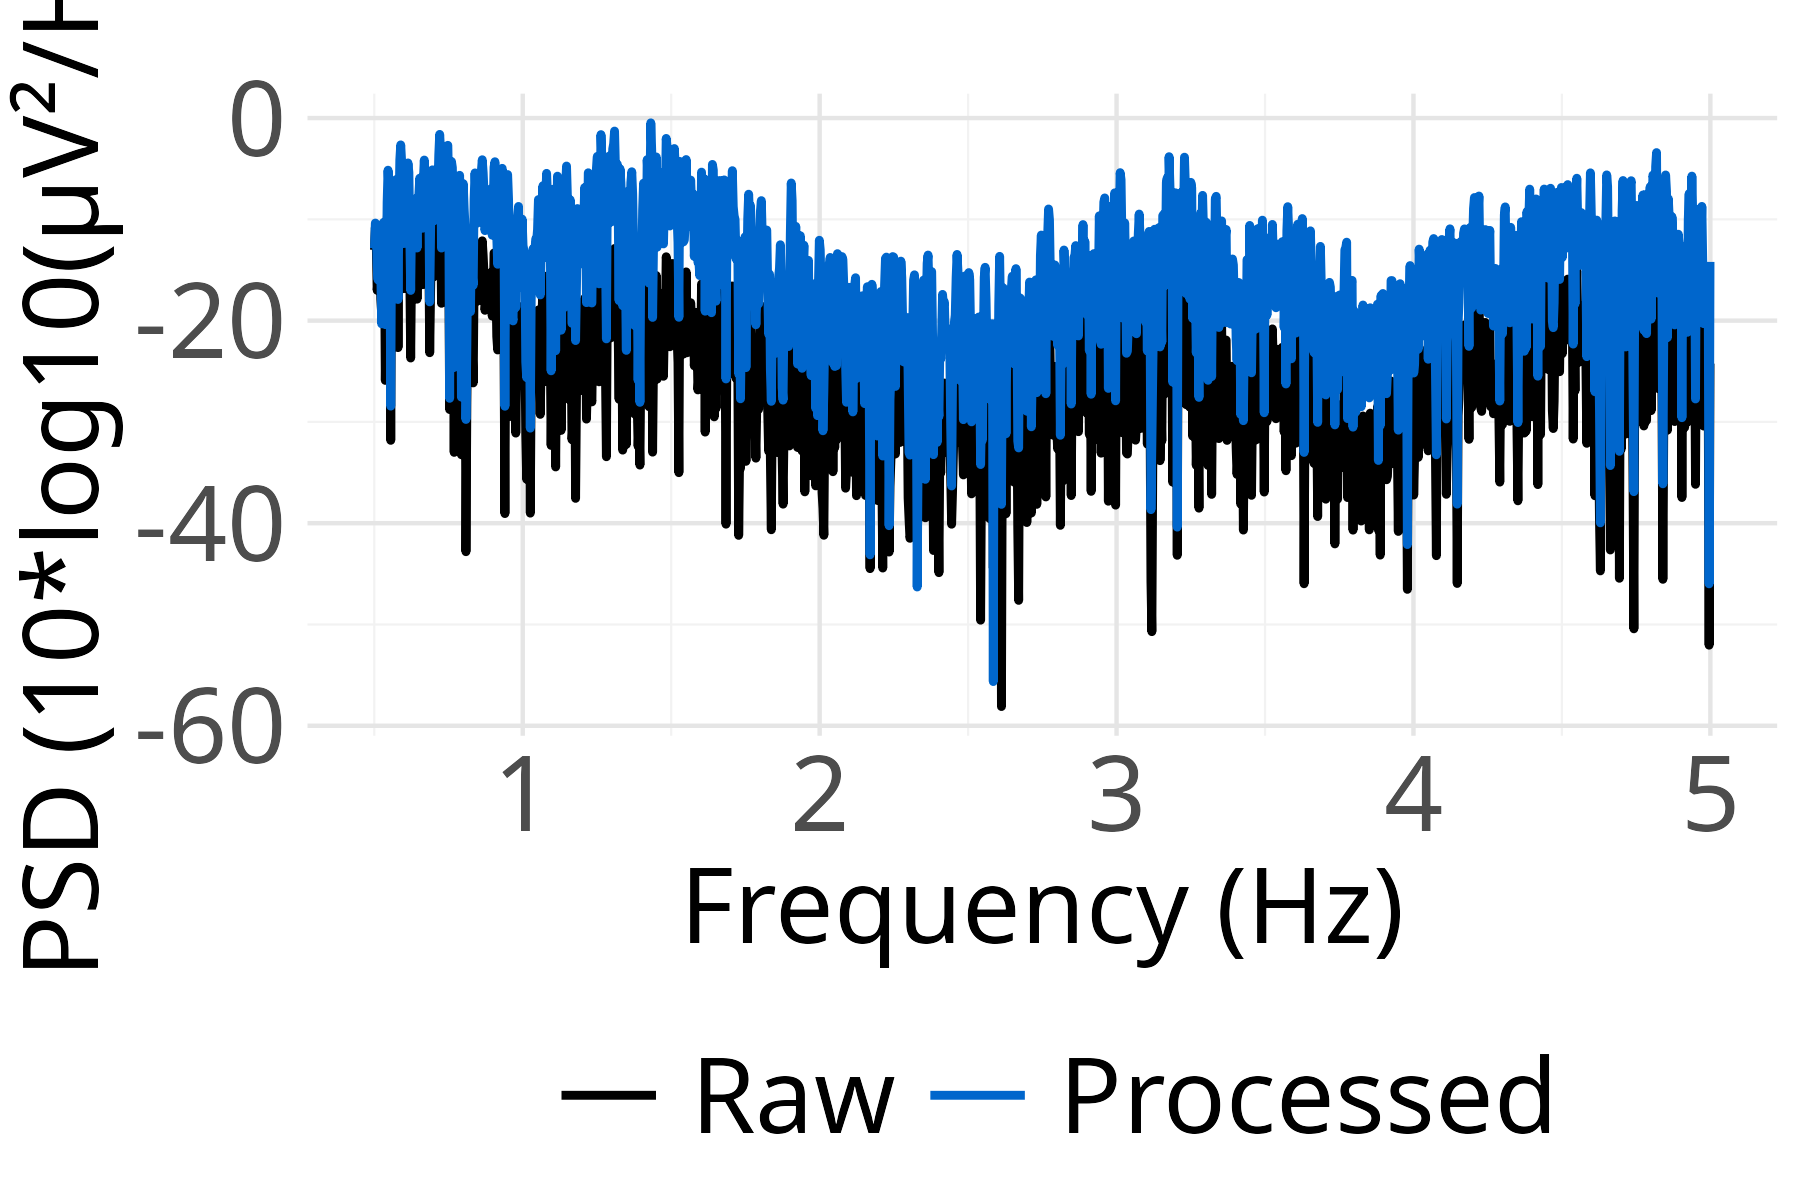 PSD (10*log10(μV²/H
0
-20
-40
-60
1 2 3 4 5
Frequency (Hz)
Raw Processed